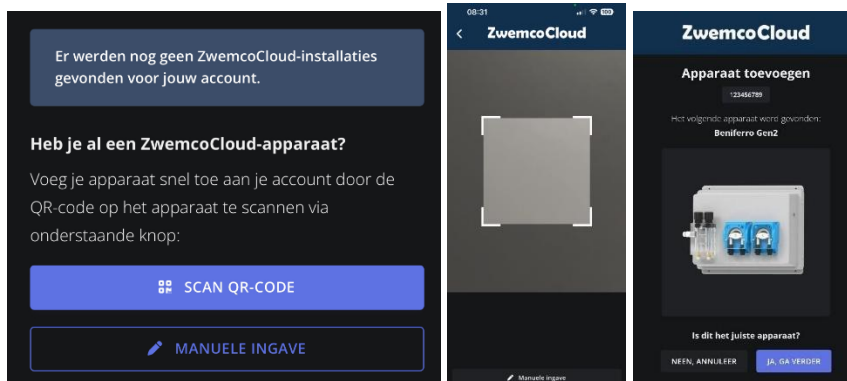 Er werden nog geen ZwemcoCloud-installaties
gevonden voor jouw account.
Heb je al een ZwemcoCloud-apparaat?
Voeg je apparaat snel toe aan je account door de
QR-code op het apparaat te scannen via
onderstaande knop:
SCAN QR-CODE
MANUELE INGAVE
08:31
100
ZwemcoCloud
Manuele ingave
ZwemcoCloud
Apparaat toevoegen
123456789
Het volgende apparaat werd gevonden:
Beniferro Gen2
Is dit het juiste apparaat?
NEEN, ANNULEER
JA, GA VERDER